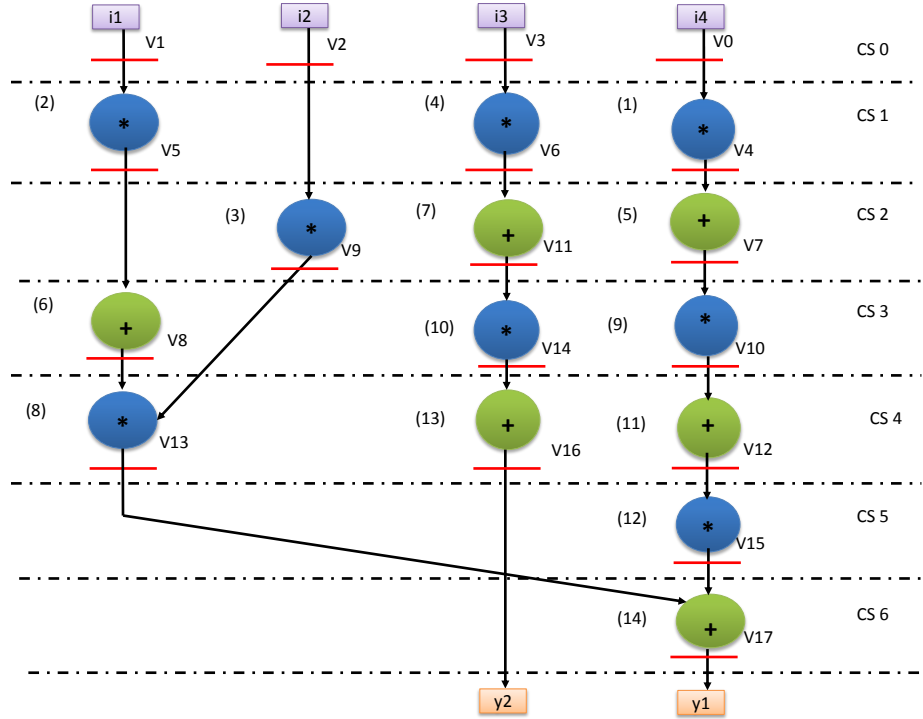 i1 i2 i3 i4
V1 V2 V3 V0 CS 0
(2) * V5 (4) * V6 (1) * V4 CS 1
(3) * V9 (7) + V11 (5) + V7 CS 2
(6) + V8 (10) * V14 (9) * V10 CS 3
(8) * V13 (13) + V16 (11) + V12 CS 4
(12) * V15 CS 5
(14) + V17 CS 6
y2 y1